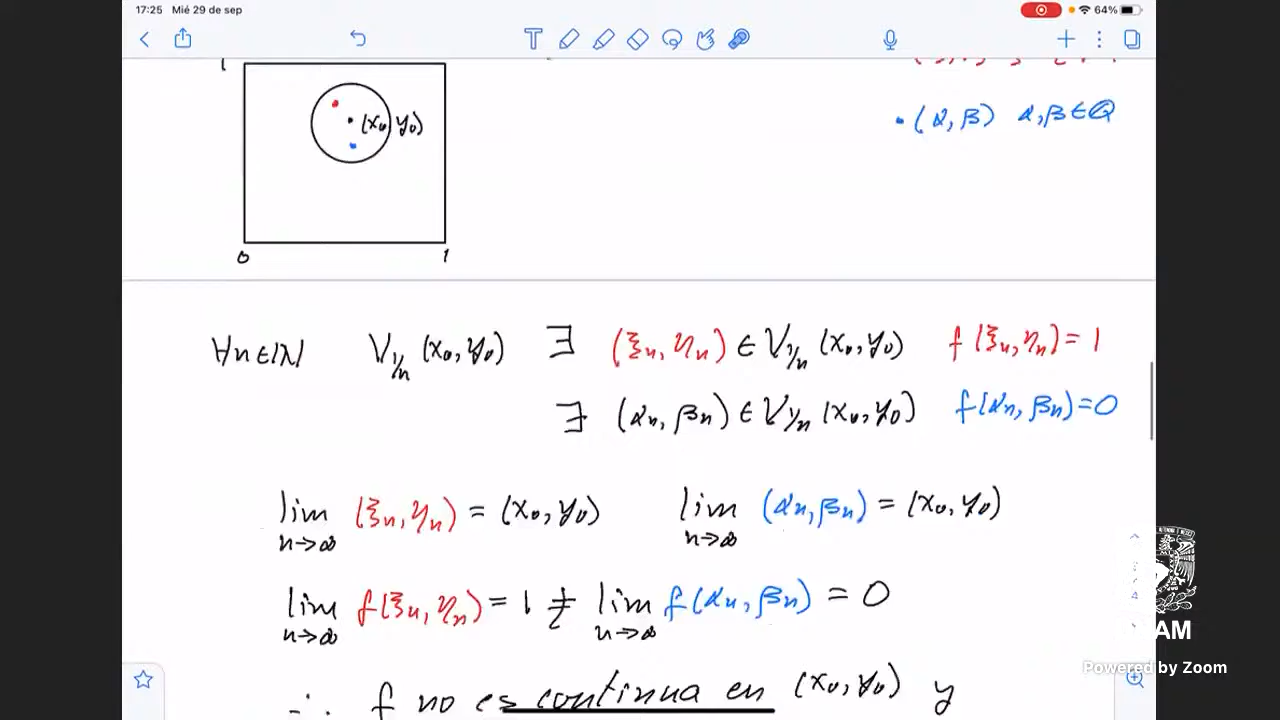 17:25 Mié 29 de sep 64%
T
1
(x₀, y₀)
• (α, β) α, β ∈ ℚ
0 1
∀n∈ℕ V₁/ₙ (x₀, y₀) ∃ (ξₙ, ηₙ) ∈ V₁/ₙ (x₀, y₀) f(ξₙ, ηₙ) = 1
∃ (αₙ, βₙ) ∈ V₁/ₙ (x₀, y₀) f(αₙ, βₙ) = 0
lim n→∞ (ξₙ, ηₙ) = (x₀, y₀) lim n→∞ (αₙ, βₙ) = (x₀, y₀)
lim n→∞ f(ξₙ, ηₙ) = 1 ≠ lim n→∞ f(αₙ, βₙ) = 0
∴ f no es continua en (x₀, y₀) y
Powered by Zoom